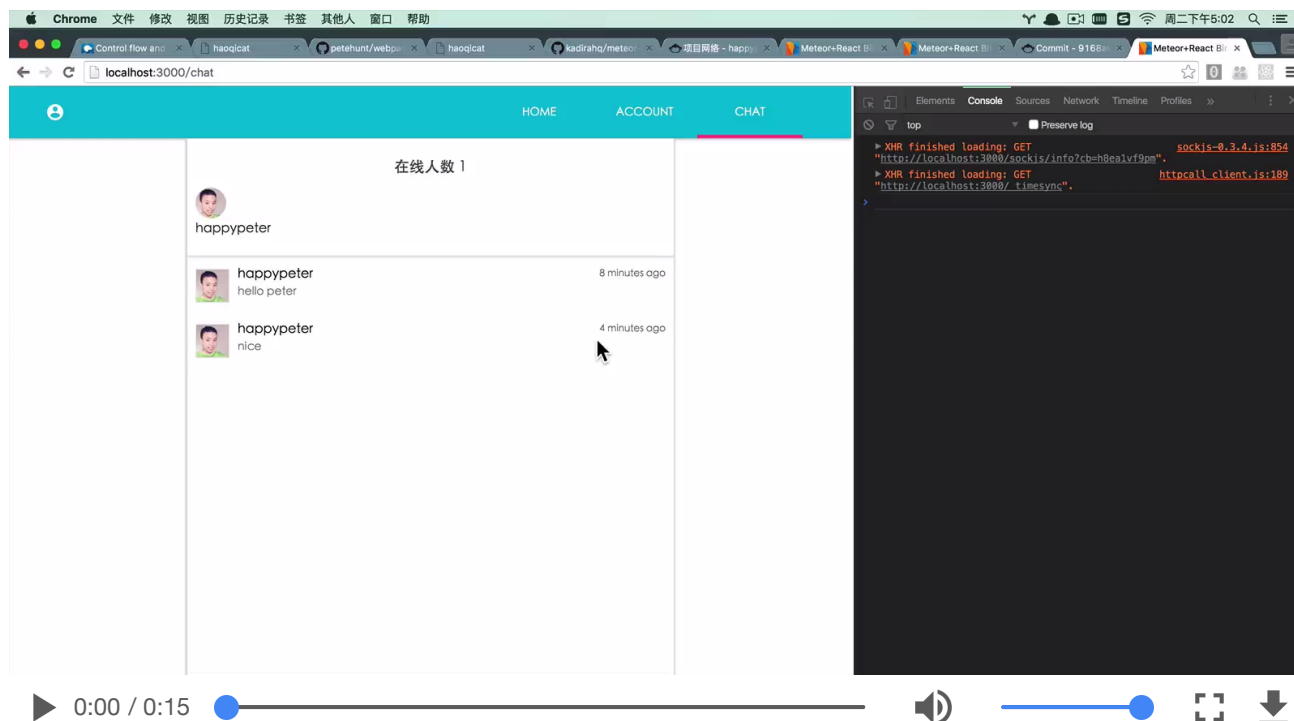 Chrome 文件 修改 视图 历史记录 书签 其他人 窗口 帮助 周二下午5:02
Control flow and haoqicat petehunt/webpa haoqicat kadirahq/meteor 项目网络 - happy Meteor+React Bi Meteor+React Bi Commit - 9168a Meteor+React Bir
localhost:3000/chat
HOME ACCOUNT CHAT
在线人数 1
happypeter
happypeter 8 minutes ago
hello peter
happypeter 4 minutes ago
nice
Elements Console Sources Network Timeline Profiles »
top Preserve log
XHR finished loading: GET sockjs-0.3.4.js:854
"http://localhost:3000/sockjs/info?cb=h8ea1vf9pm".
XHR finished loading: GET httpcall_client.js:189
"http://localhost:3000/_timesync".
0:00 / 0:15